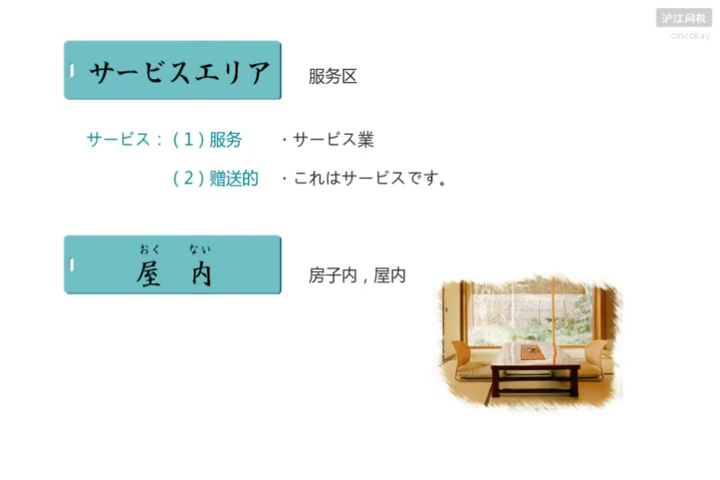 沪江网校
cincokay
サービスエリア 服务区
サービス：（1）服务 ・サービス業
（2）赠送的 ・これはサービスです。
おく ない
屋 内 房子内，屋内